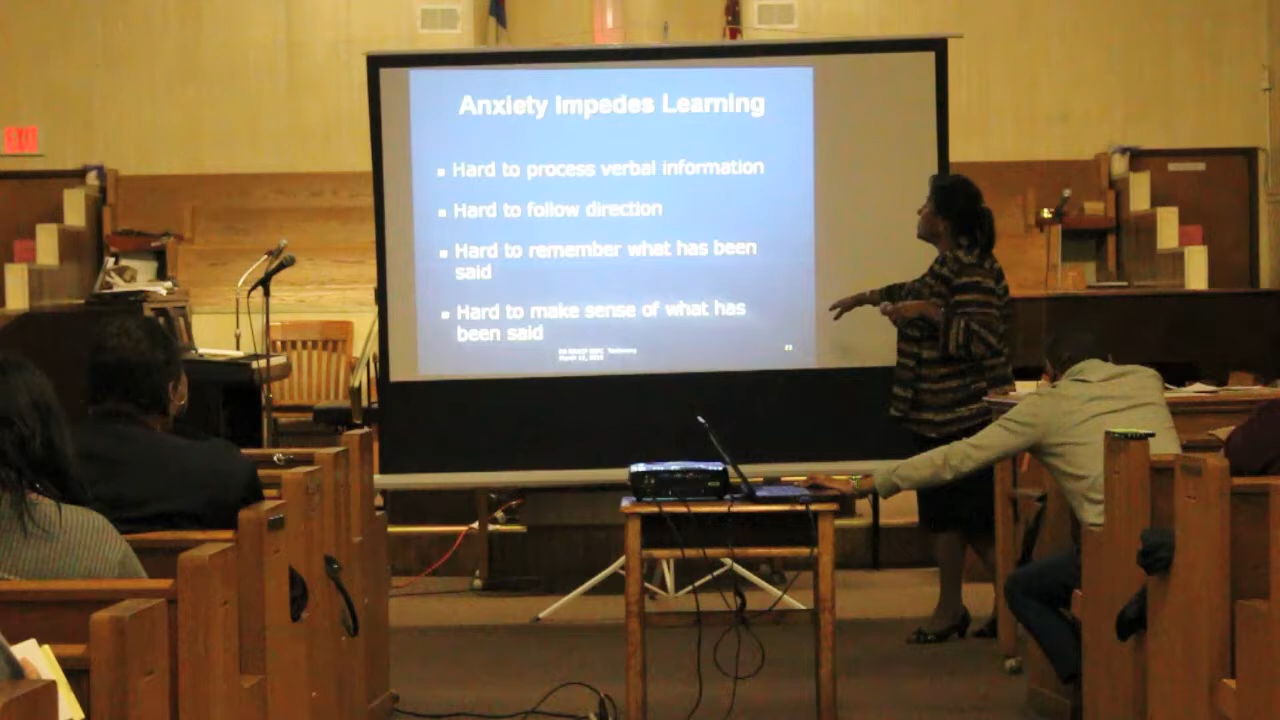 Anxiety Impedes Learning
Hard to process verbal information
Hard to follow direction
Hard to remember what has been
said
Hard to make sense of what has
been said
EXIT